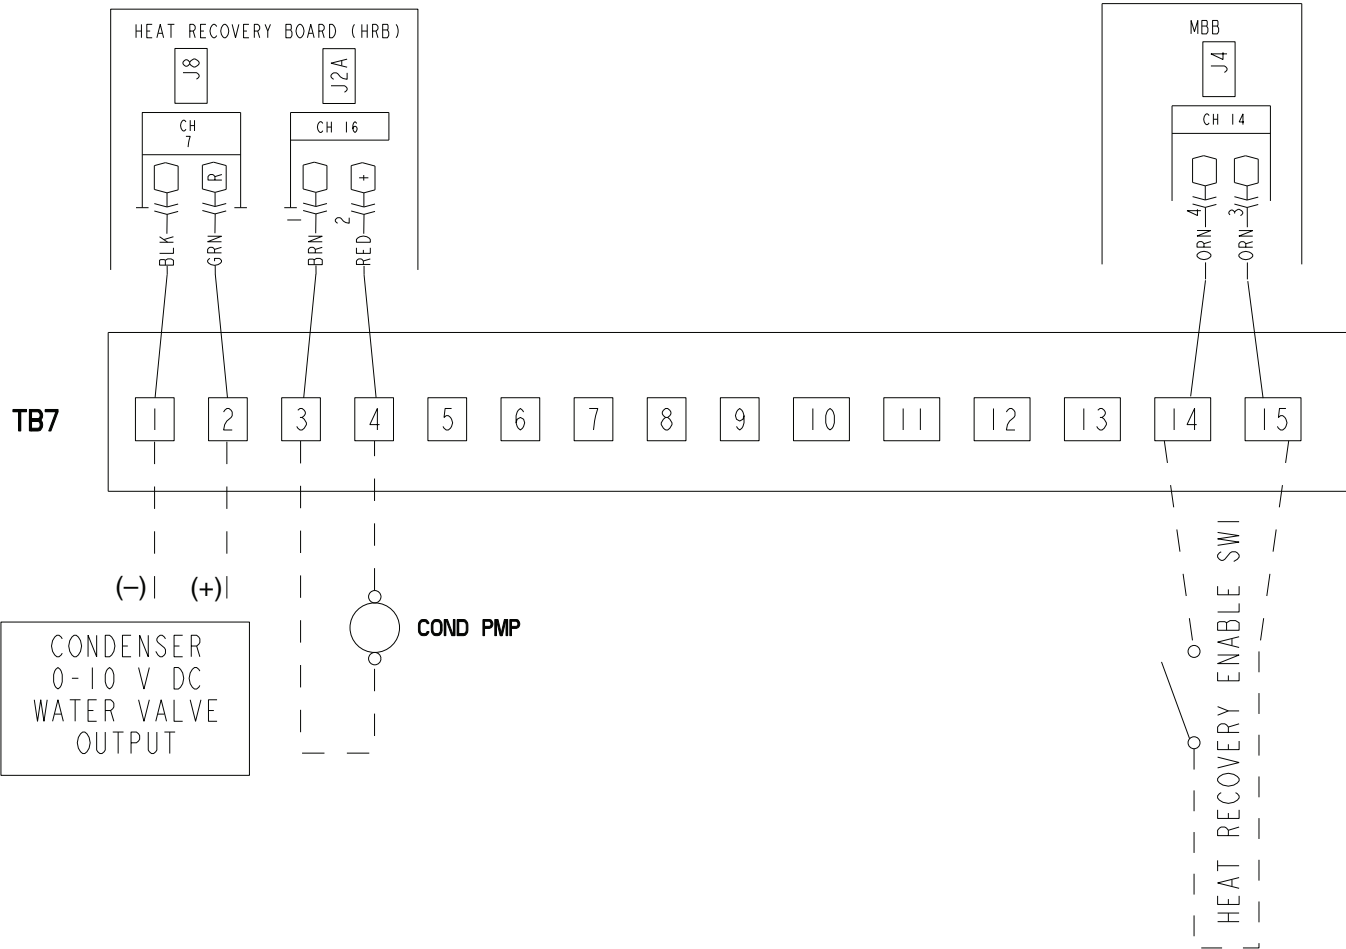 HEAT RECOVERY BOARD (HRB)
MBB
J8
J2A
J4
CH
7
CH 16
CH 14
R
+
1
2
4
3
BLK
GRN
BRN
RED
ORN
ORN
TB7
1 2 3 4 5 6 7 8 9 10 11 12 13 14 15
(–) (+)
CONDENSER
0-10 V DC
WATER VALVE
OUTPUT
COND PMP
HEAT RECOVERY ENABLE SWI